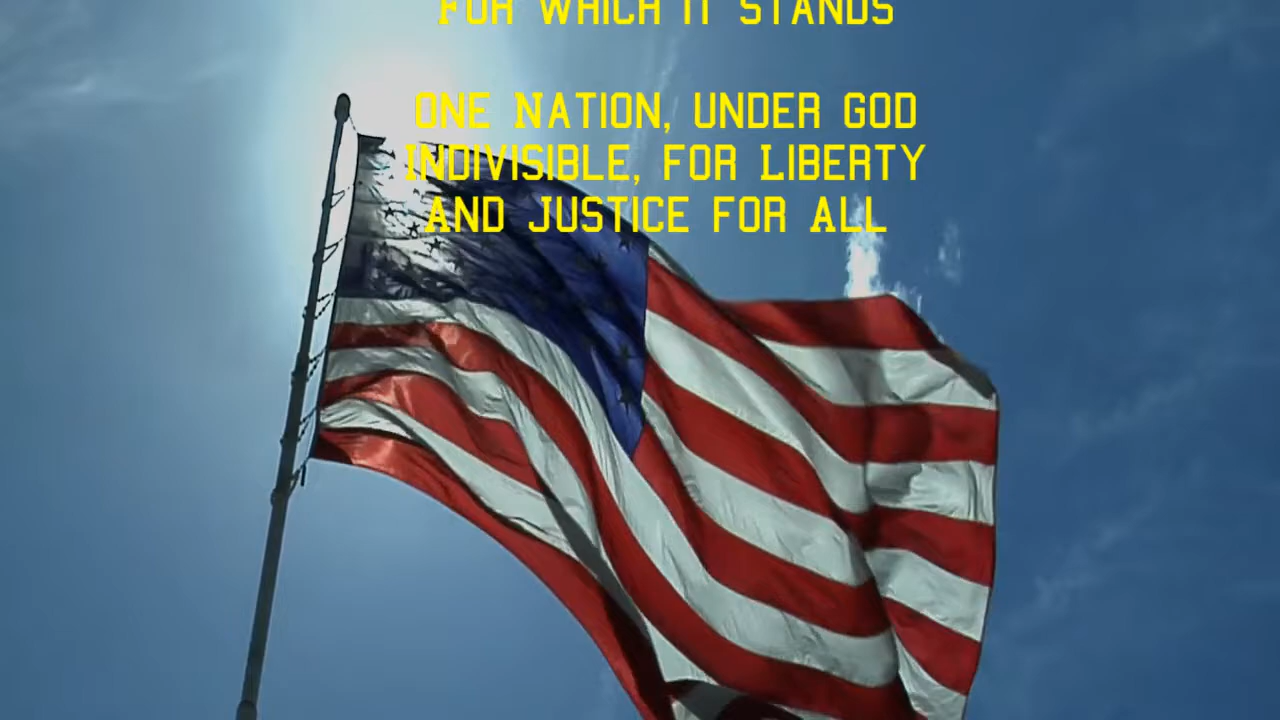 FOR WHICH IT STANDS
ONE NATION, UNDER GOD
INDIVISIBLE, FOR LIBERTY
AND JUSTICE FOR ALL